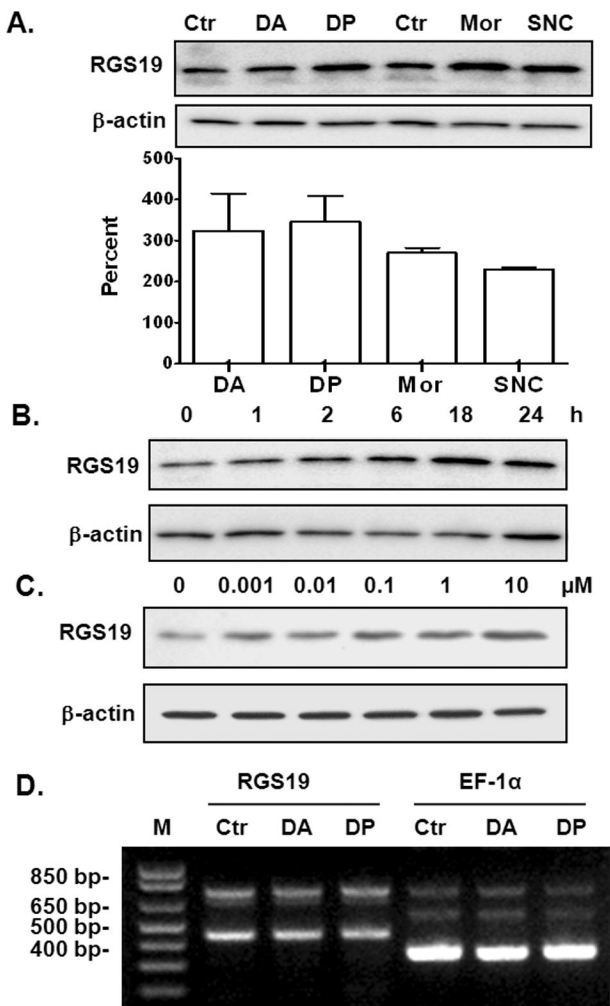 A.
Ctr DA DP Ctr Mor SNC
RGS19
β-actin
500
400
300
200
100
0
Percent
DA DP Mor SNC
B.
0 1 2 6 18 24 h
RGS19
β-actin
C.
0 0.001 0.01 0.1 1 10 µM
RGS19
β-actin
D.
RGS19 EF-1α
M Ctr DA DP Ctr DA DP
850 bp-
650 bp-
500 bp-
400 bp-